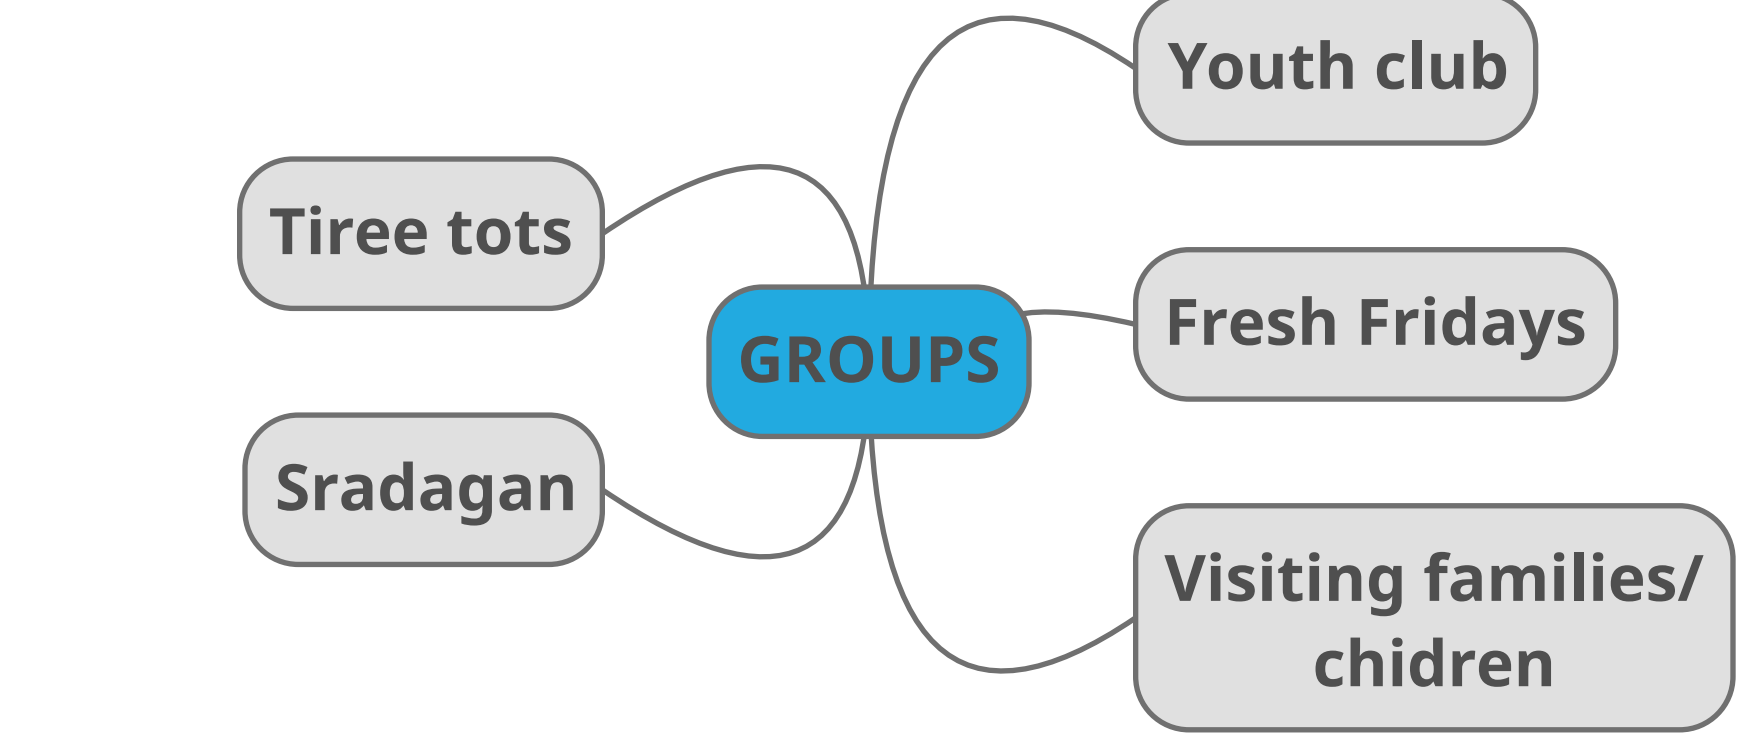 Youth club
Tiree tots
Fresh Fridays
GROUPS
Sradagan
Visiting families/
chidren